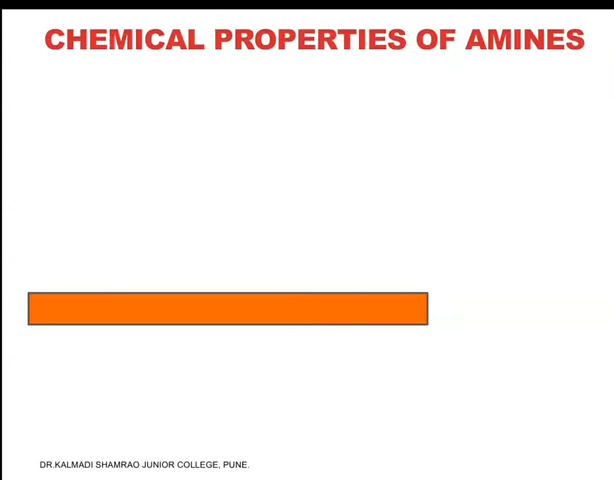 CHEMICAL PROPERTIES OF AMINES
DR.KALMADI SHAMRAO JUNIOR COLLEGE, PUNE.